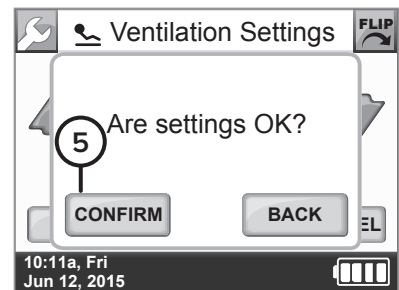 Ventilation Settings
FLIP
Are settings OK?
5
CONFIRM
BACK
EL
10:11a, Fri
Jun 12, 2015